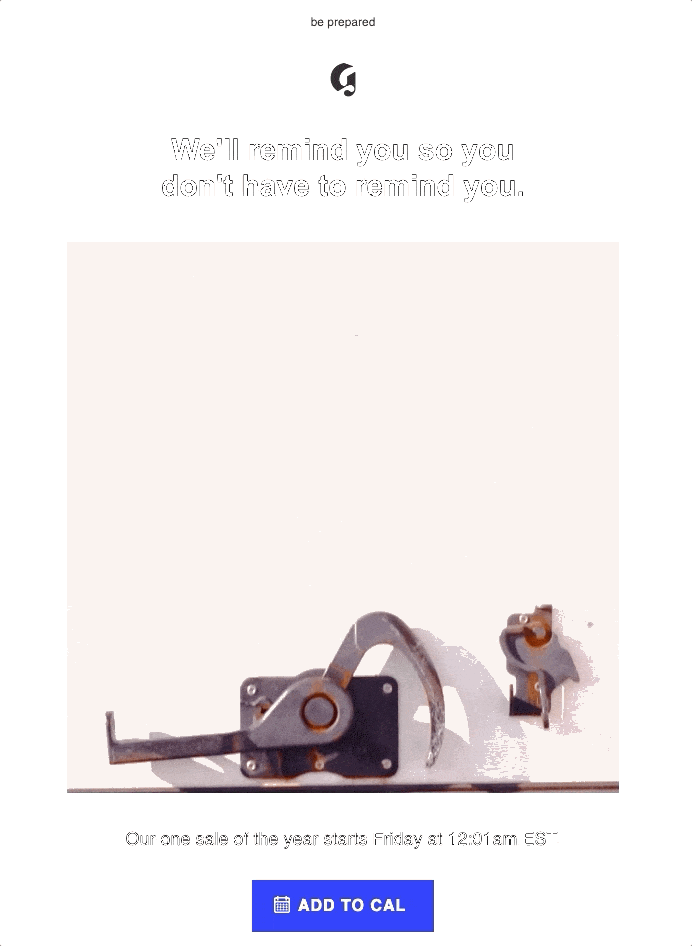 be prepared
We'll remind you so you
don't have to remind you.
Our one sale of the year starts Friday at 12:01am EST
ADD TO CAL